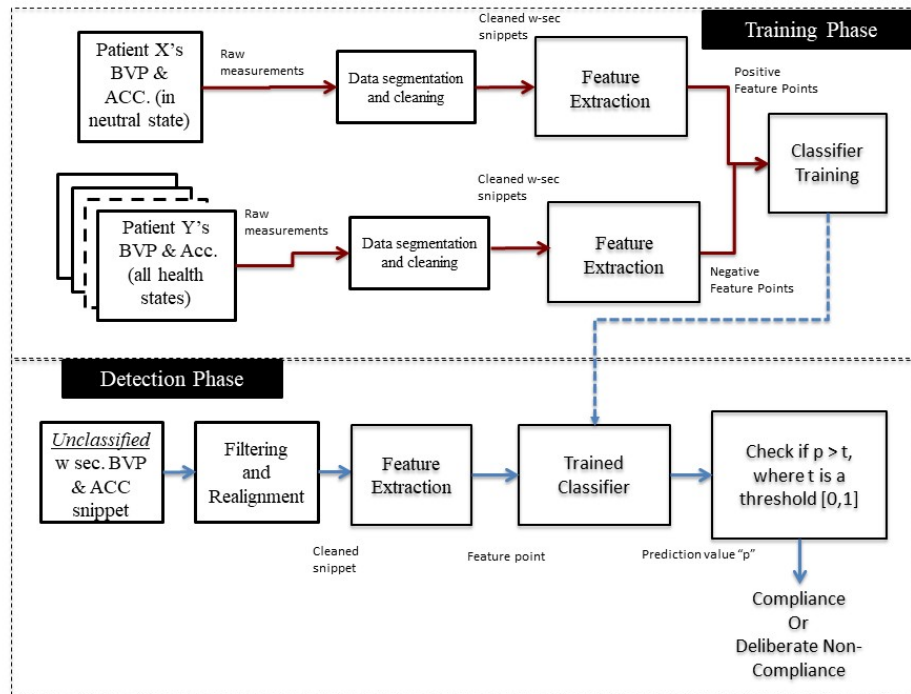 Training Phase
Patient X's
BVP &
ACC. (in
neutral state)
Raw
measurements
Data segmentation
and cleaning
Cleaned w-sec
snippets
Feature
Extraction
Positive
Feature Points
Classifier
Training
Patient Y's
BVP & Acc.
(all health
states)
Raw
measurements
Data segmentation
and cleaning
Cleaned w-sec
snippets
Feature
Extraction
Negative
Feature Points
Detection Phase
Unclassified
w sec. BVP
& ACC
snippet
Filtering
and
Realignment
Cleaned
snippet
Feature
Extraction
Feature point
Trained
Classifier
Prediction value "p"
Check if p > t,
where t is a
threshold [0,1]
Compliance
Or
Deliberate Non-
Compliance